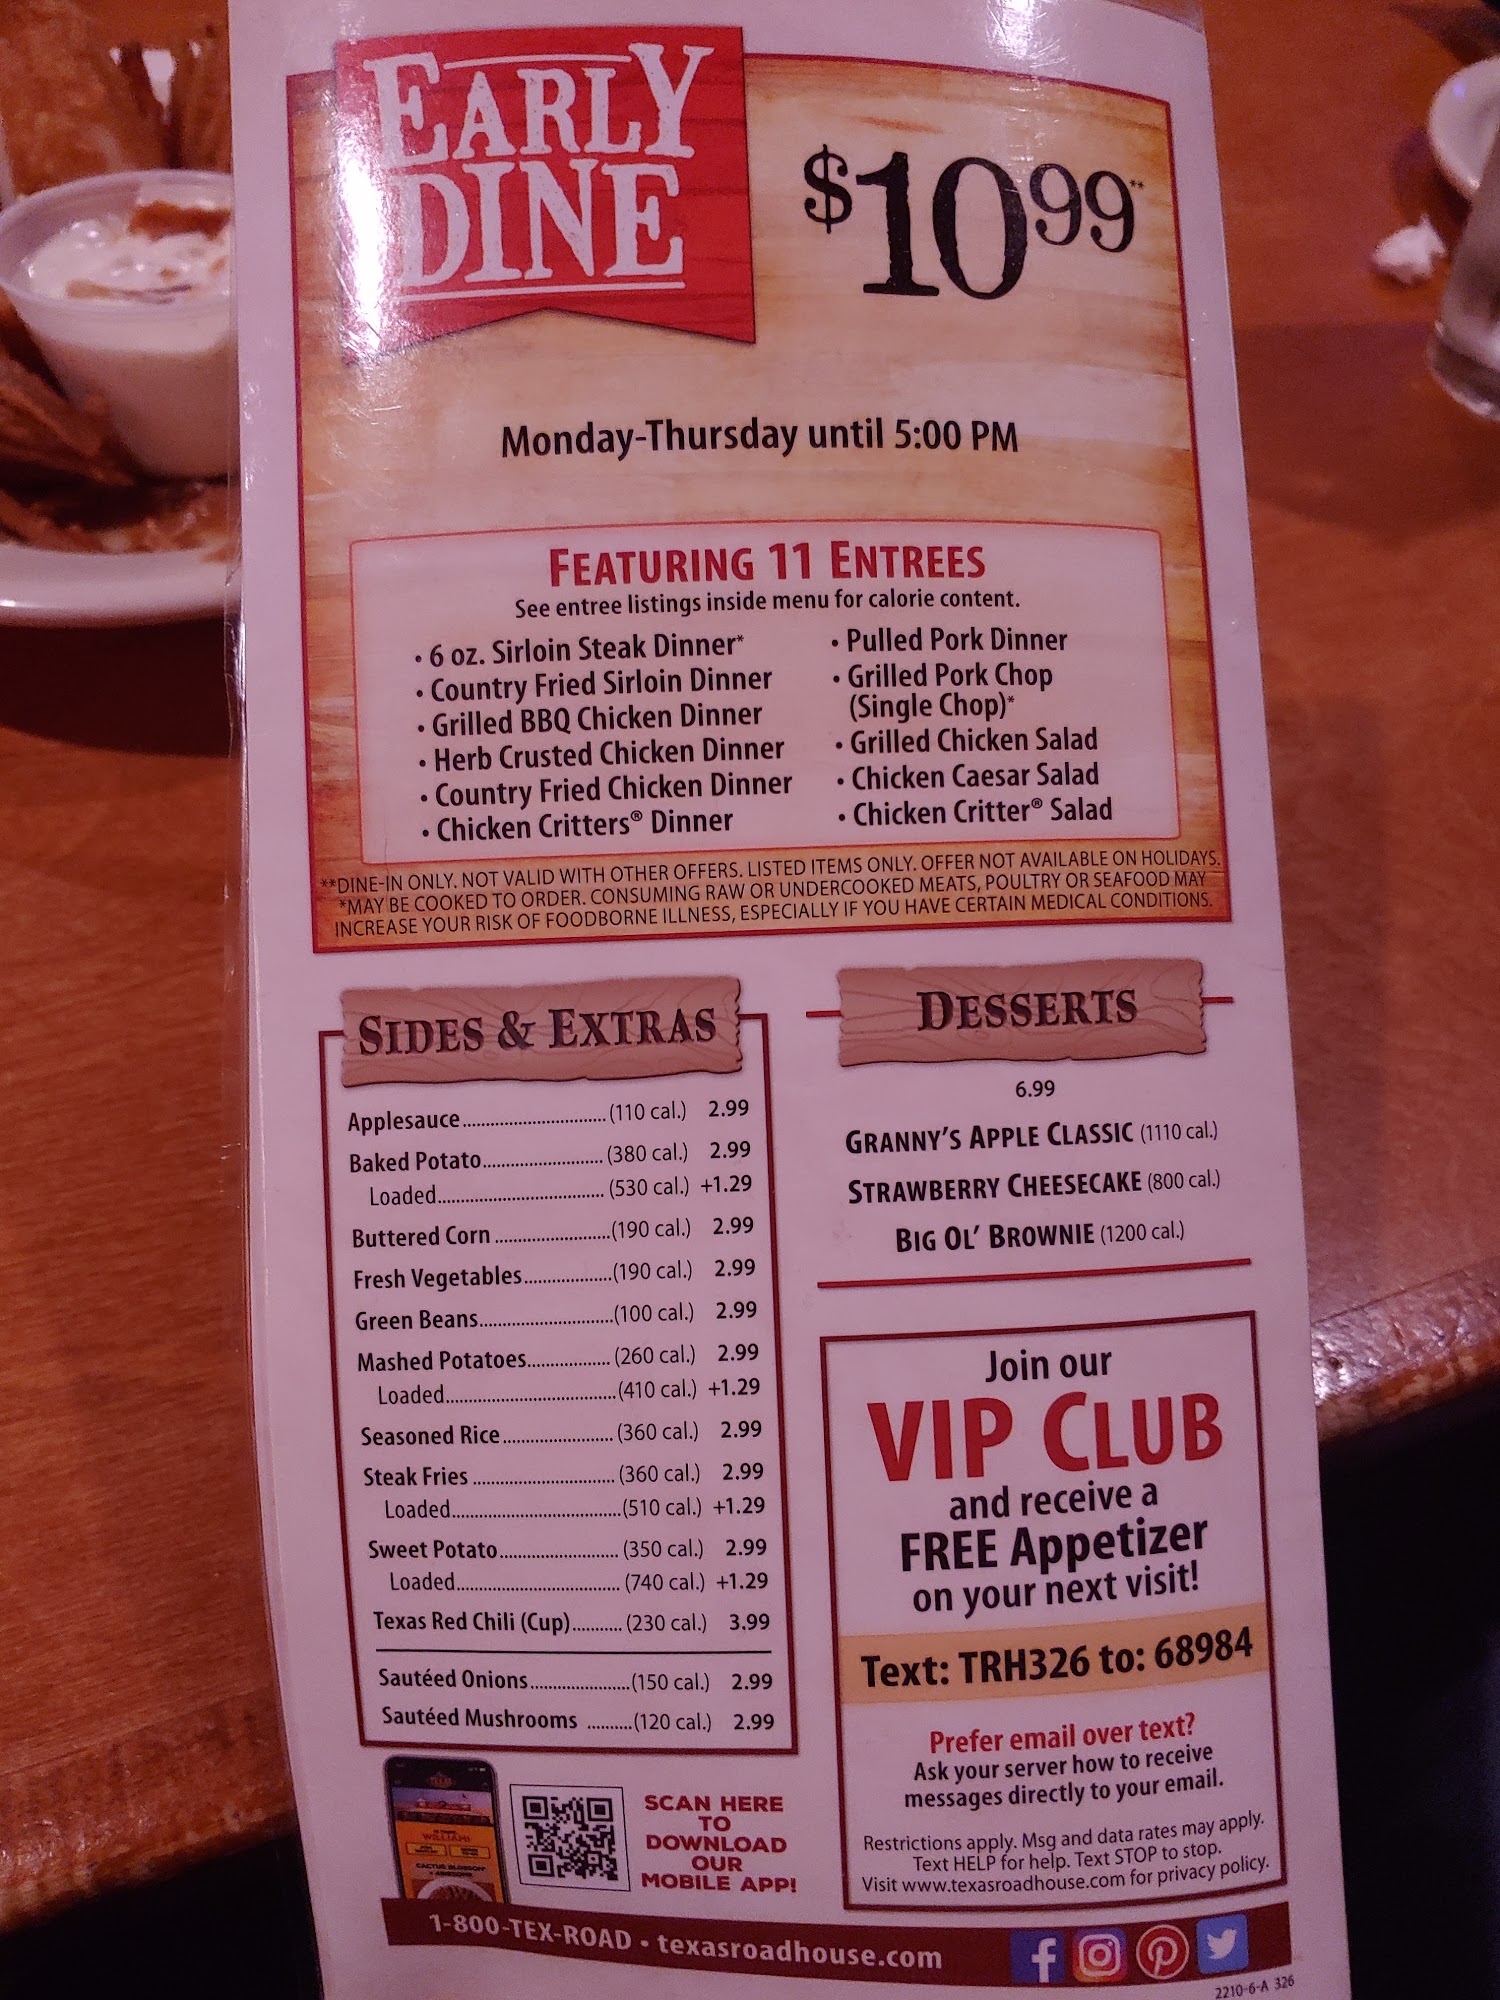 EARLY
DINE
$10.99**
Monday-Thursday until 5:00 PM
FEATURING 11 ENTREES
See entree listings inside menu for calorie content.
• 6 oz. Sirloin Steak Dinner*
• Country Fried Sirloin Dinner
• Grilled BBQ Chicken Dinner
• Herb Crusted Chicken Dinner
• Country Fried Chicken Dinner
• Chicken Critters® Dinner
• Pulled Pork Dinner
• Grilled Pork Chop
(Single Chop)*
• Grilled Chicken Salad
• Chicken Caesar Salad
• Chicken Critter® Salad
**DINE-IN ONLY. NOT VALID WITH OTHER OFFERS. LISTED ITEMS ONLY. OFFER NOT AVAILABLE ON HOLIDAYS.
*MAY BE COOKED TO ORDER. CONSUMING RAW OR UNDERCOOKED MEATS, POULTRY OR SEAFOOD MAY
INCREASE YOUR RISK OF FOODBORNE ILLNESS, ESPECIALLY IF YOU HAVE CERTAIN MEDICAL CONDITIONS.
SIDES & EXTRAS
Applesauce (110 cal.) 2.99
Baked Potato (380 cal.) 2.99
Loaded (530 cal.) +1.29
Buttered Corn (190 cal.) 2.99
Fresh Vegetables (190 cal.) 2.99
Green Beans (100 cal.) 2.99
Mashed Potatoes (260 cal.) 2.99
Loaded (410 cal.) +1.29
Seasoned Rice (360 cal.) 2.99
Steak Fries (360 cal.) 2.99
Loaded (510 cal.) +1.29
Sweet Potato (350 cal.) 2.99
Loaded (740 cal.) +1.29
Texas Red Chili (Cup) (230 cal.) 3.99
Sautéed Onions (150 cal.) 2.99
Sautéed Mushrooms (120 cal.) 2.99
DESSERTS
6.99
GRANNY'S APPLE CLASSIC (1110 cal.)
STRAWBERRY CHEESECAKE (800 cal.)
BIG OL' BROWNIE (1200 cal.)
Join our
VIP CLUB
and receive a
FREE Appetizer
on your next visit!
Text: TRH326 to: 68984
Prefer email over text?
Ask your server how to receive
messages directly to your email.
Restrictions apply. Msg and data rates may apply.
Text HELP for help. Text STOP to stop.
Visit www.texasroadhouse.com for privacy policy.
WILLIAM!
CACTUS BLOSSOM
SCAN HERE
TO
DOWNLOAD
OUR
MOBILE APP!
1-800-TEX-ROAD • texasroadhouse.com
2210-6-A 326